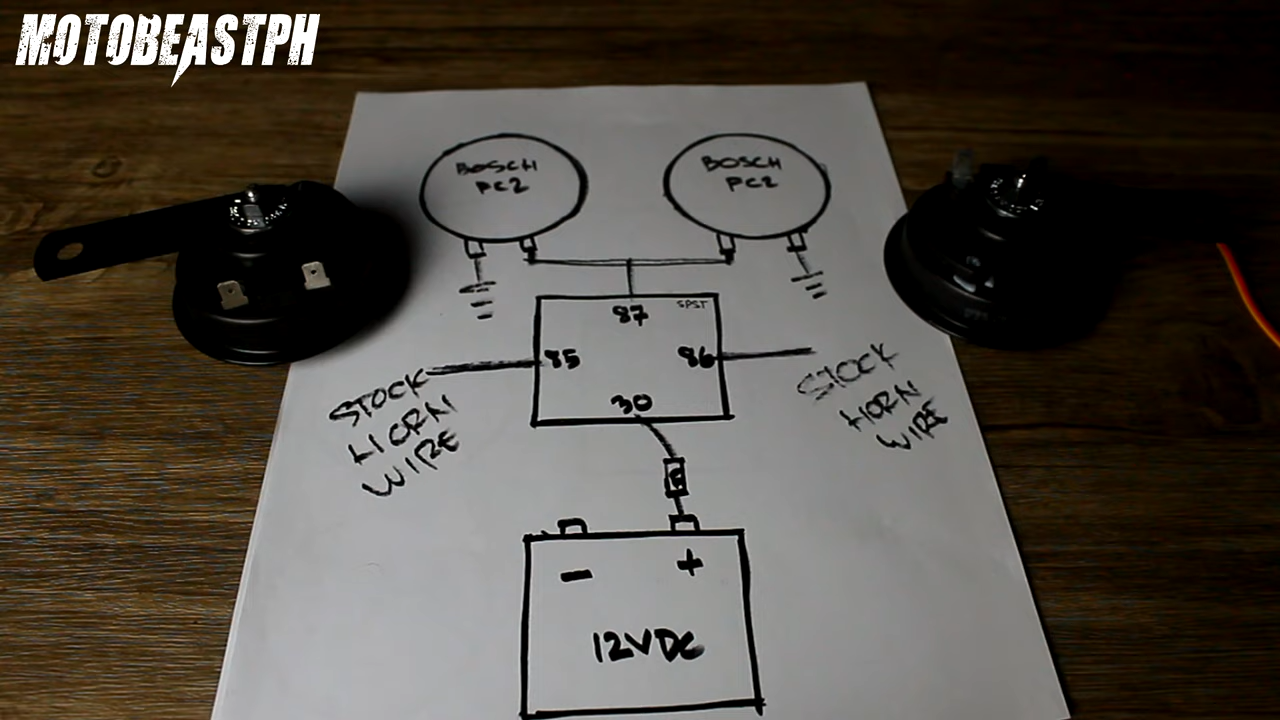 MOTOBEASTPH
BOSCH
PC2
BOSCH
PC2
87
SPST
85
86
30
STOCK
HORN
WIRE
STOCK
HORN
WIRE
- +
12VDC